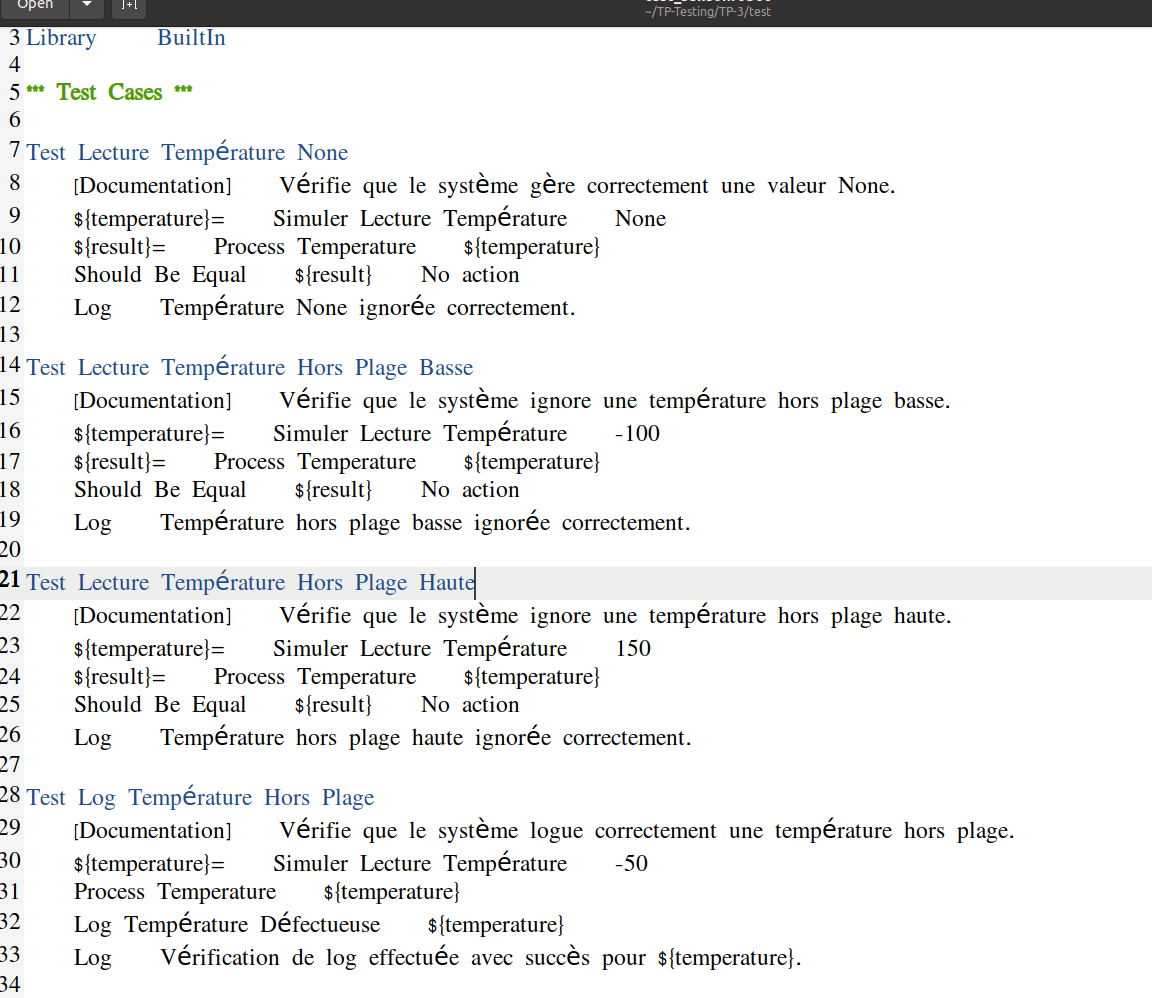 Open
~/TP-Testing/TP-3/test
3 Library BuiltIn
4
5 *** Test Cases ***
6
7 Test Lecture Température None
8 [Documentation] Vérifie que le système gère correctement une valeur None.
9 ${temperature}= Simuler Lecture Température None
10 ${result}= Process Temperature ${temperature}
11 Should Be Equal ${result} No action
12 Log Température None ignorée correctement.
13
14 Test Lecture Température Hors Plage Basse
15 [Documentation] Vérifie que le système ignore une température hors plage basse.
16 ${temperature}= Simuler Lecture Température -100
17 ${result}= Process Temperature ${temperature}
18 Should Be Equal ${result} No action
19 Log Température hors plage basse ignorée correctement.
20
21 Test Lecture Température Hors Plage Haute
22 [Documentation] Vérifie que le système ignore une température hors plage haute.
23 ${temperature}= Simuler Lecture Température 150
24 ${result}= Process Temperature ${temperature}
25 Should Be Equal ${result} No action
26 Log Température hors plage haute ignorée correctement.
27
28 Test Log Température Hors Plage
29 [Documentation] Vérifie que le système logue correctement une température hors plage.
30 ${temperature}= Simuler Lecture Température -50
31 Process Temperature ${temperature}
32 Log Température Défectueuse ${temperature}
33 Log Vérification de log effectuée avec succès pour ${temperature}.
34